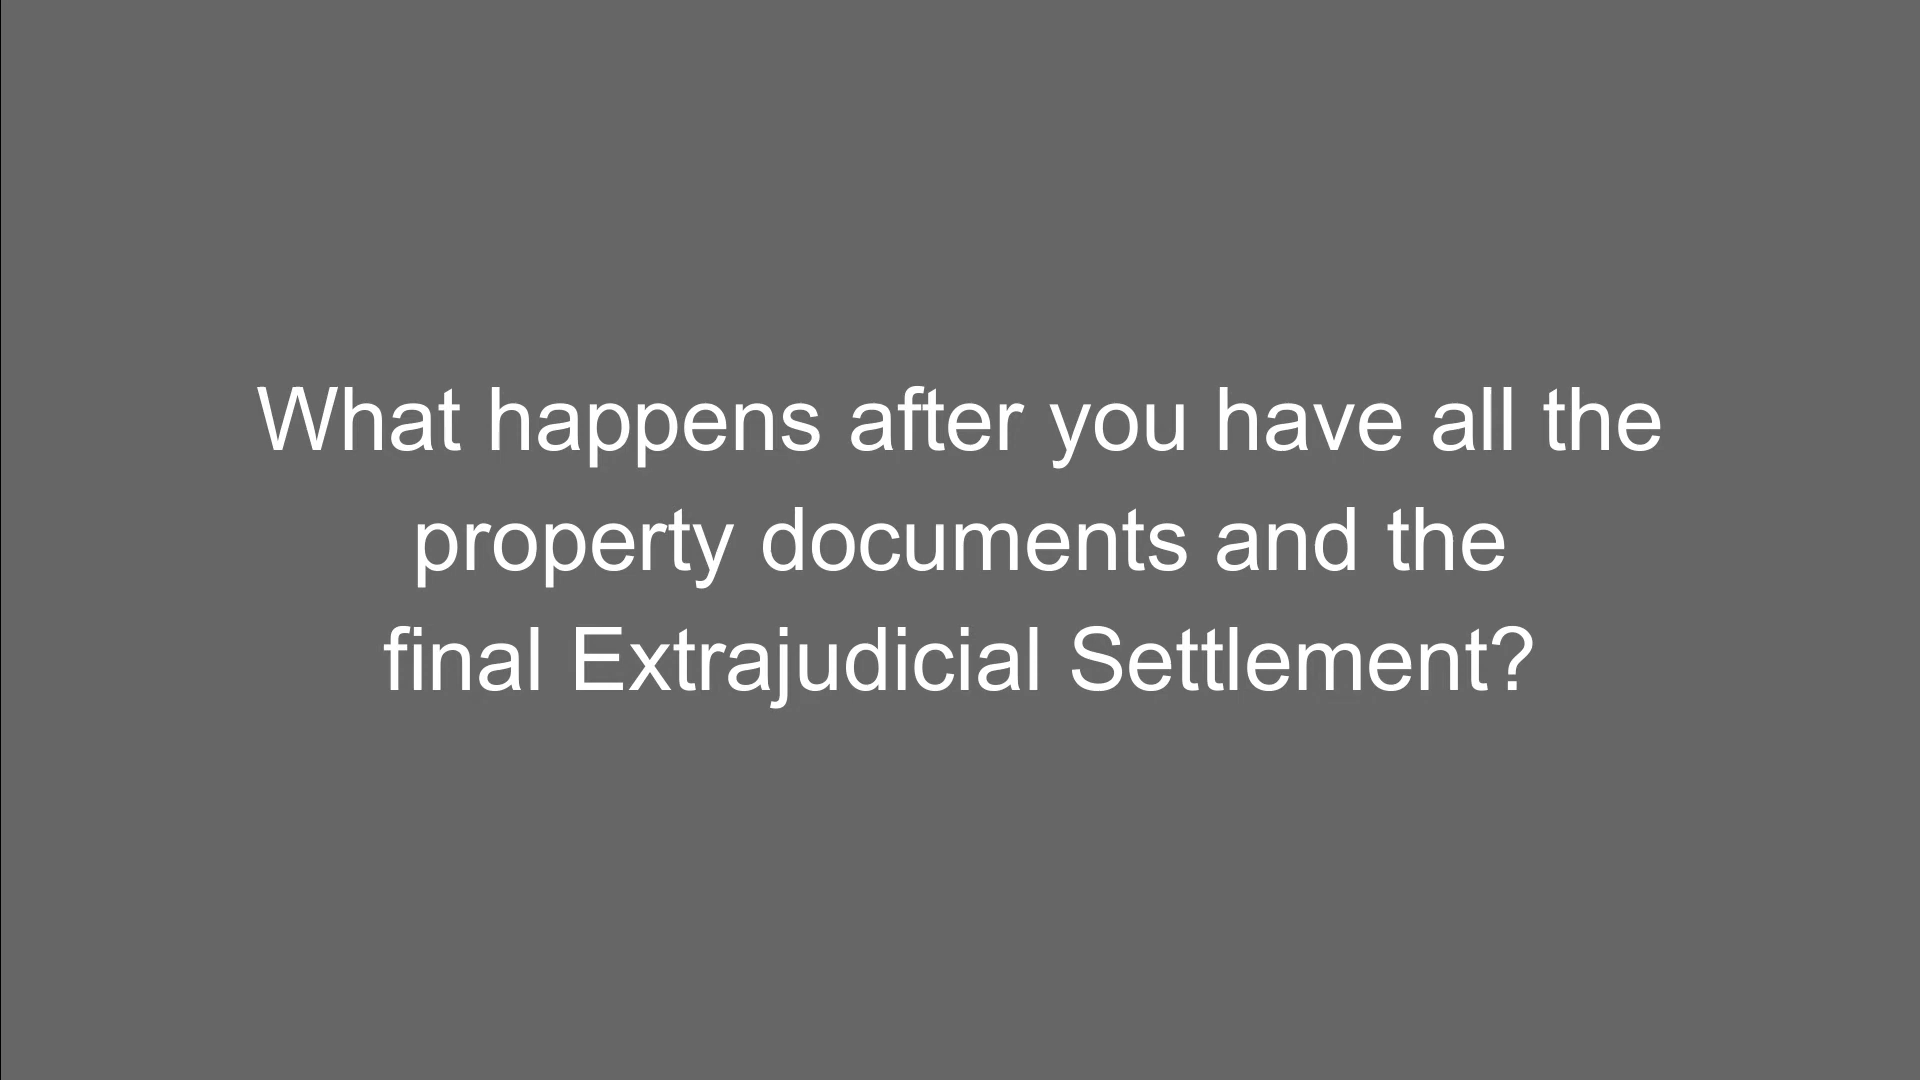 What happens after you have all the
property documents and the
final Extrajudicial Settlement?